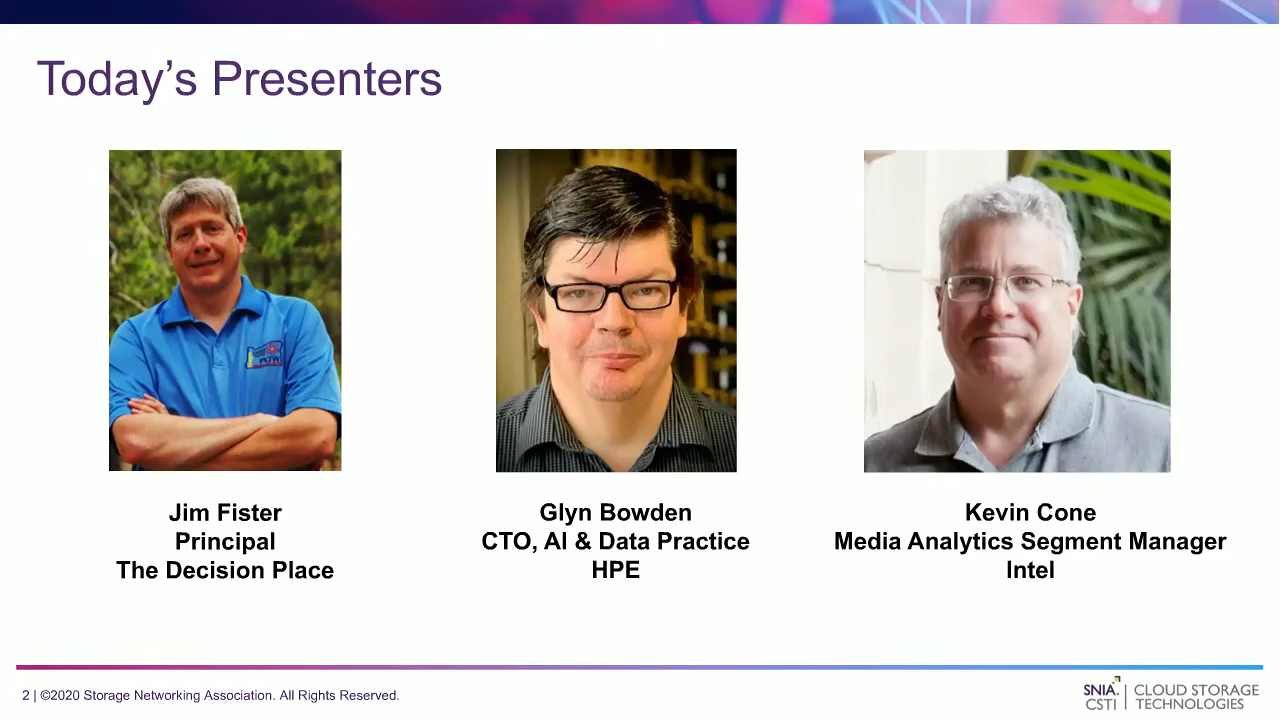 Today's Presenters
Jim Fister
Principal
The Decision Place
Glyn Bowden
CTO, AI & Data Practice
HPE
Kevin Cone
Media Analytics Segment Manager
Intel
2 | ©2020 Storage Networking Association. All Rights Reserved.
SNIA.
CSTI
CLOUD STORAGE
TECHNOLOGIES